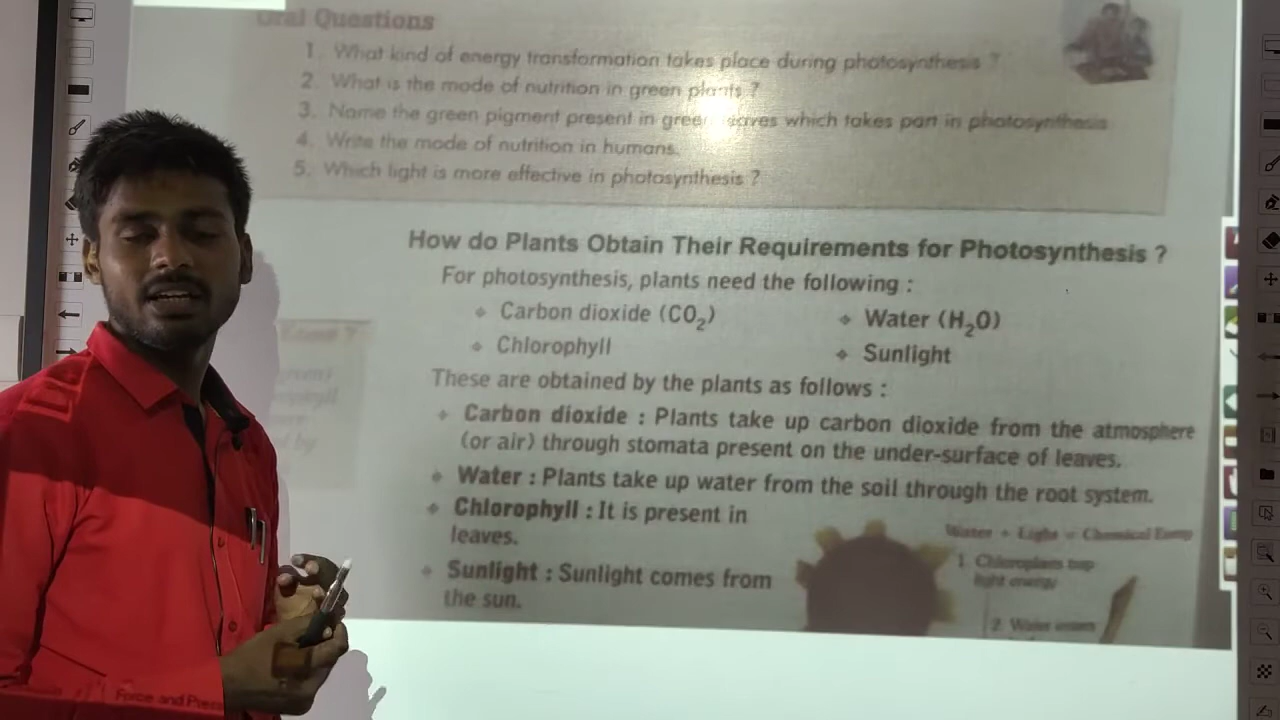 Oral Questions
1. What kind of energy transformation takes place during photosynthesis ?
2. What is the mode of nutrition in green plants ?
3. Name the green pigment present in green leaves which takes part in photosynthesis
4. Write the mode of nutrition in humans.
5. Which light is more effective in photosynthesis ?
How do Plants Obtain Their Requirements for Photosynthesis ?
For photosynthesis, plants need the following :
❖ Carbon dioxide (CO₂) ❖ Water (H₂O)
❖ Chlorophyll ❖ Sunlight
These are obtained by the plants as follows :
❖ Carbon dioxide : Plants take up carbon dioxide from the atmosphere
(or air) through stomata present on the under-surface of leaves.
❖ Water : Plants take up water from the soil through the root system.
❖ Chlorophyll : It is present in
leaves.
❖ Sunlight : Sunlight comes from
the sun.
Water + Light = Chemical Energy
1. Chloroplasts trap
light energy
2. Water enters
Force and